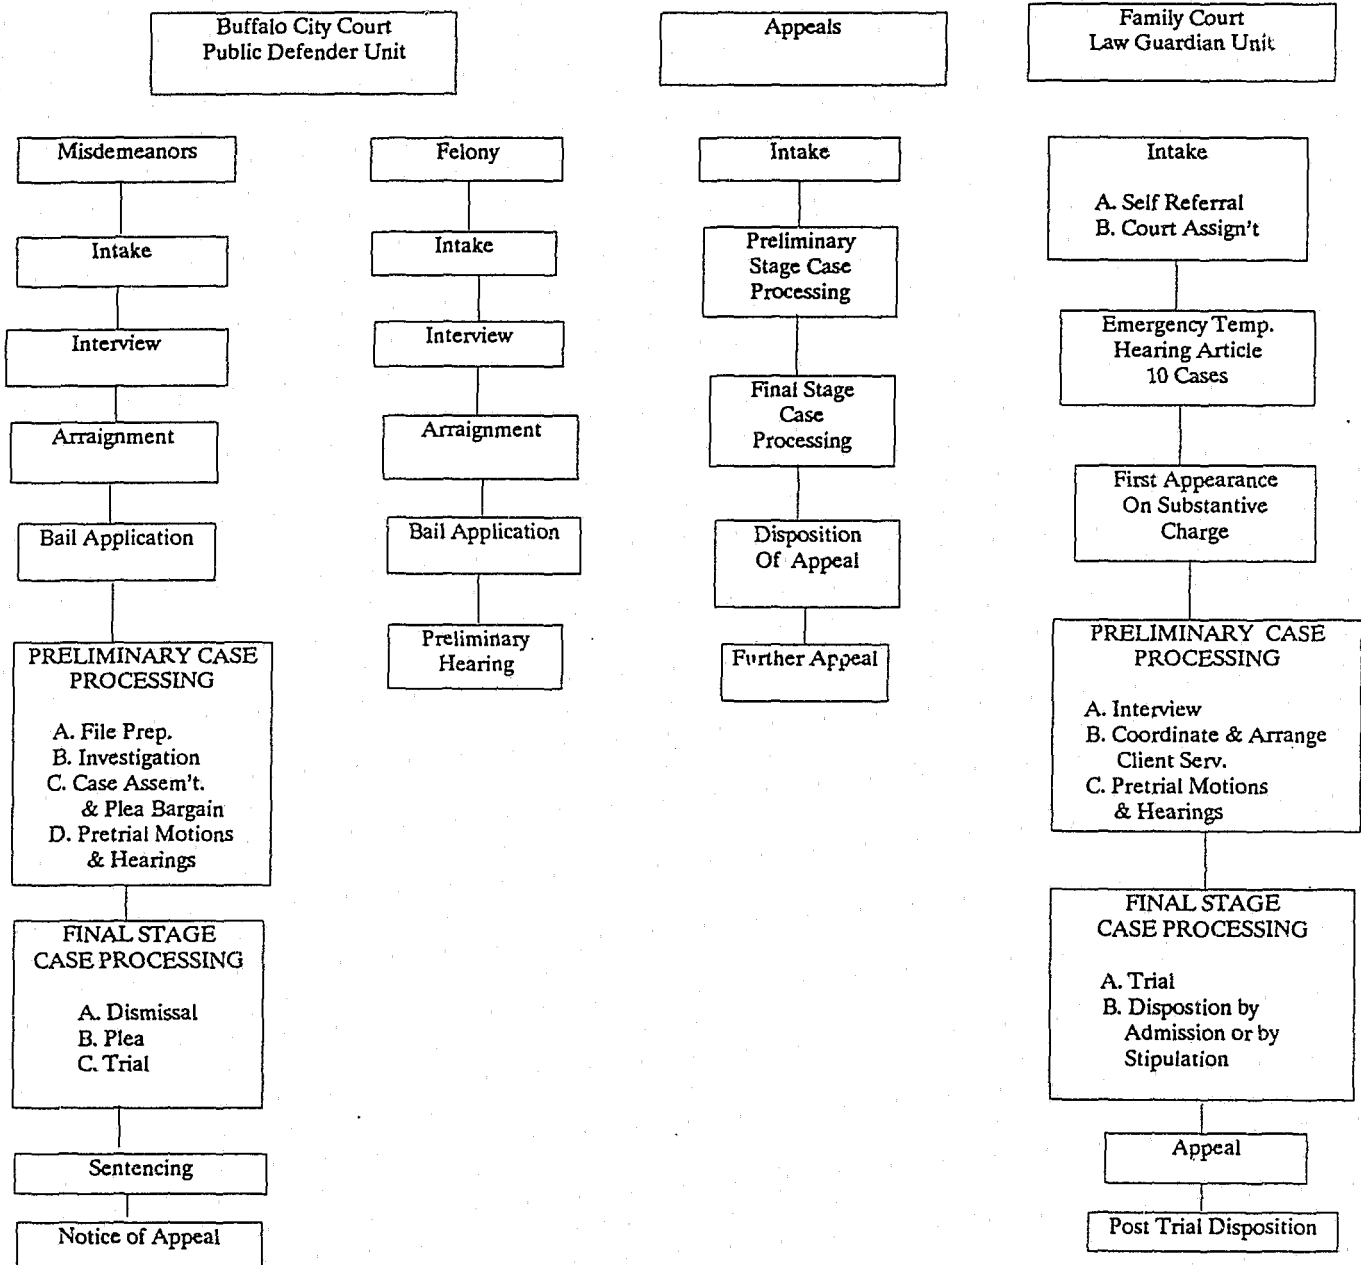 Buffalo City Court
Public Defender Unit
Appeals
Family Court
Law Guardian Unit
Misdemeanors
Intake
Interview
Arraignment
Bail Application
PRELIMINARY CASE
PROCESSING
A. File Prep.
B. Investigation
C. Case Assem't.
& Plea Bargain
D. Pretrial Motions
& Hearings
FINAL STAGE
CASE PROCESSING
A. Dismissal
B. Plea
C. Trial
Sentencing
Notice of Appeal
Felony
Intake
Interview
Arraignment
Bail Application
Preliminary
Hearing
Intake
Preliminary
Stage Case
Processing
Final Stage
Case
Processing
Disposition
Of Appeal
Further Appeal
Intake
A. Self Referral
B. Court Assign't
Emergency Temp.
Hearing Article
10 Cases
First Appearance
On Substantive
Charge
PRELIMINARY CASE
PROCESSING
A. Interview
B. Coordinate & Arrange
Client Serv.
C. Pretrial Motions
& Hearings
FINAL STAGE
CASE PROCESSING
A. Trial
B. Dispostion by
Admission or by
Stipulation
Appeal
Post Trial Disposition